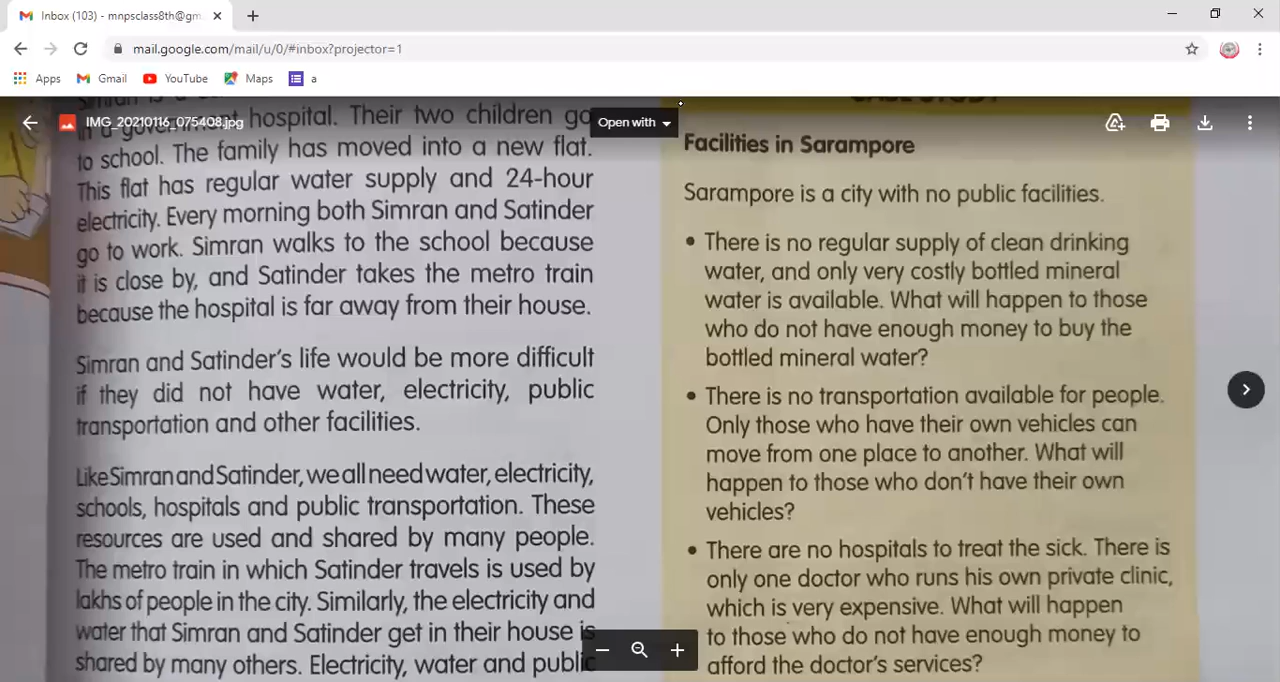 Inbox (103) - mnpsclass8th@gm
mail.google.com/mail/u/0/#inbox?projector=1
Apps Gmail YouTube Maps a
IMG_20210116_075408.jpg
Open with
in a government hospital. Their two children go
to school. The family has moved into a new flat.
This flat has regular water supply and 24-hour
electricity. Every morning both Simran and Satinder
go to work. Simran walks to the school because
it is close by, and Satinder takes the metro train
because the hospital is far away from their house.
Simran and Satinder's life would be more difficult
if they did not have water, electricity, public
transportation and other facilities.
Like Simran and Satinder, we all need water, electricity,
schools, hospitals and public transportation. These
resources are used and shared by many people.
The metro train in which Satinder travels is used by
lakhs of people in the city. Similarly, the electricity and
water that Simran and Satinder get in their house is
shared by many others. Electricity, water and public
CASE STUDY
Facilities in Sarampore
Sarampore is a city with no public facilities.
• There is no regular supply of clean drinking
water, and only very costly bottled mineral
water is available. What will happen to those
who do not have enough money to buy the
bottled mineral water?
• There is no transportation available for people.
Only those who have their own vehicles can
move from one place to another. What will
happen to those who don't have their own
vehicles?
• There are no hospitals to treat the sick. There is
only one doctor who runs his own private clinic,
which is very expensive. What will happen
to those who do not have enough money to
afford the doctor's services?